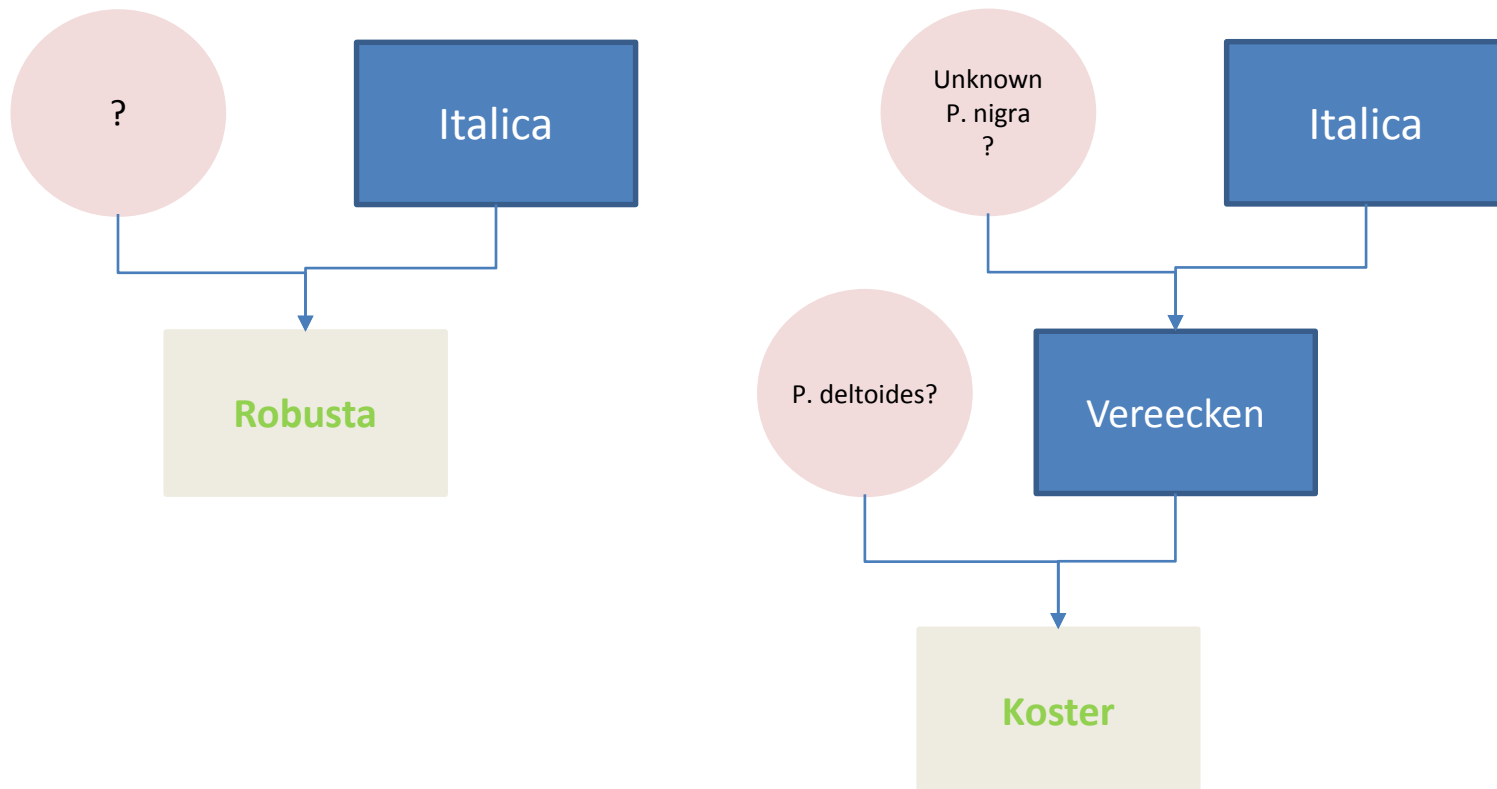 ?
Italica
Robusta
Unknown
P. nigra
?
Italica
P. deltoides?
Vereecken
Koster